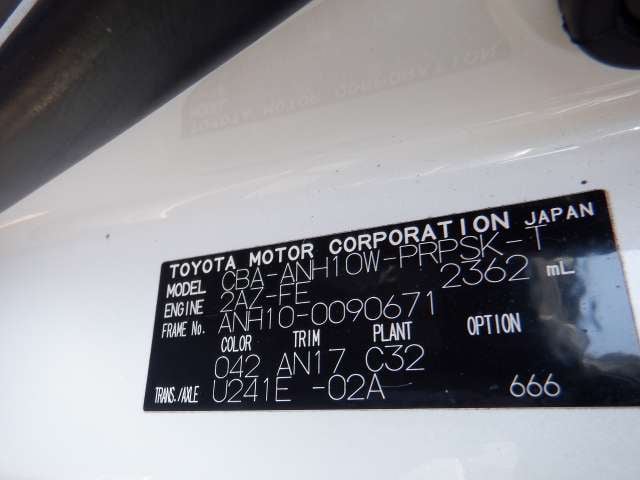 TOYOTA MOTOR CORPORATION JAPAN
MODEL CBA-ANH10W-PRPSK-T
ENGINE 2AZ-FE 2362 mL
FRAME No. ANH10-0090671
COLOR TRIM PLANT OPTION
042 AN17 C32
TRANS./AXLE U241E -02A 666